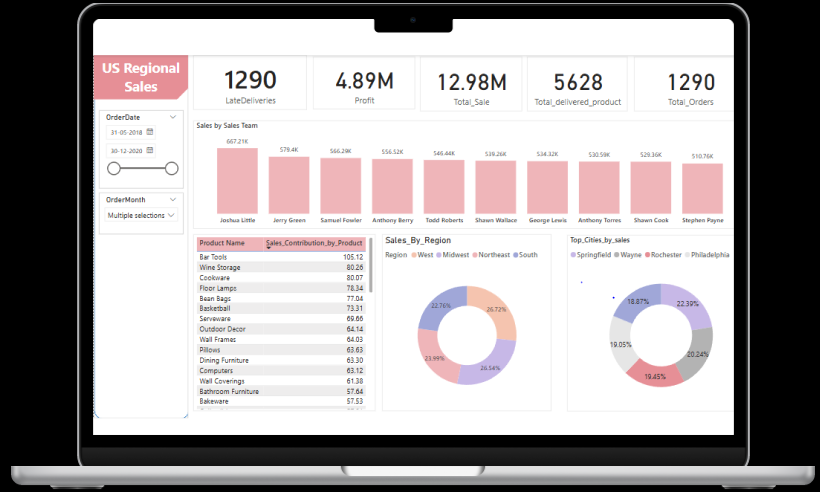 US Regional
Sales
OrderDate
31-05-2018
30-12-2020
OrderMonth
Multiple selections
1290
LateDeliveries
4.89M
Profit
12.98M
Total_Sale
5628
Total_delivered_product
1290
Total_Orders
Sales by Sales Team
667.21K 579.4K 566.29K 556.52K 546.44K 539.26K 534.32K 530.59K 529.36K 510.76K
Joshua Little Jerry Green Samuel Fowler Anthony Berry Todd Roberts Shawn Wallace George Lewis Anthony Torres Shawn Cook Stephen Payne
Product Name Sales_Contribution_by_Product
Bar Tools 105.12
Wine Storage 80.26
Cookware 80.07
Floor Lamps 78.34
Bean Bags 77.04
Basketball 73.31
Serveware 69.66
Outdoor Decor 64.14
Wall Frames 64.03
Pillows 63.63
Dining Furniture 63.30
Computers 63.12
Wall Coverings 61.38
Bathroom Furniture 57.64
Bakeware 57.53
Sales_By_Region
Region West Midwest Northeast South
22.76% 26.72%
23.99% 26.54%
Top_Cities_by_sales
Springfield Wayne Rochester Philadelphia
18.87% 22.39%
19.05% 20.24%
19.45%